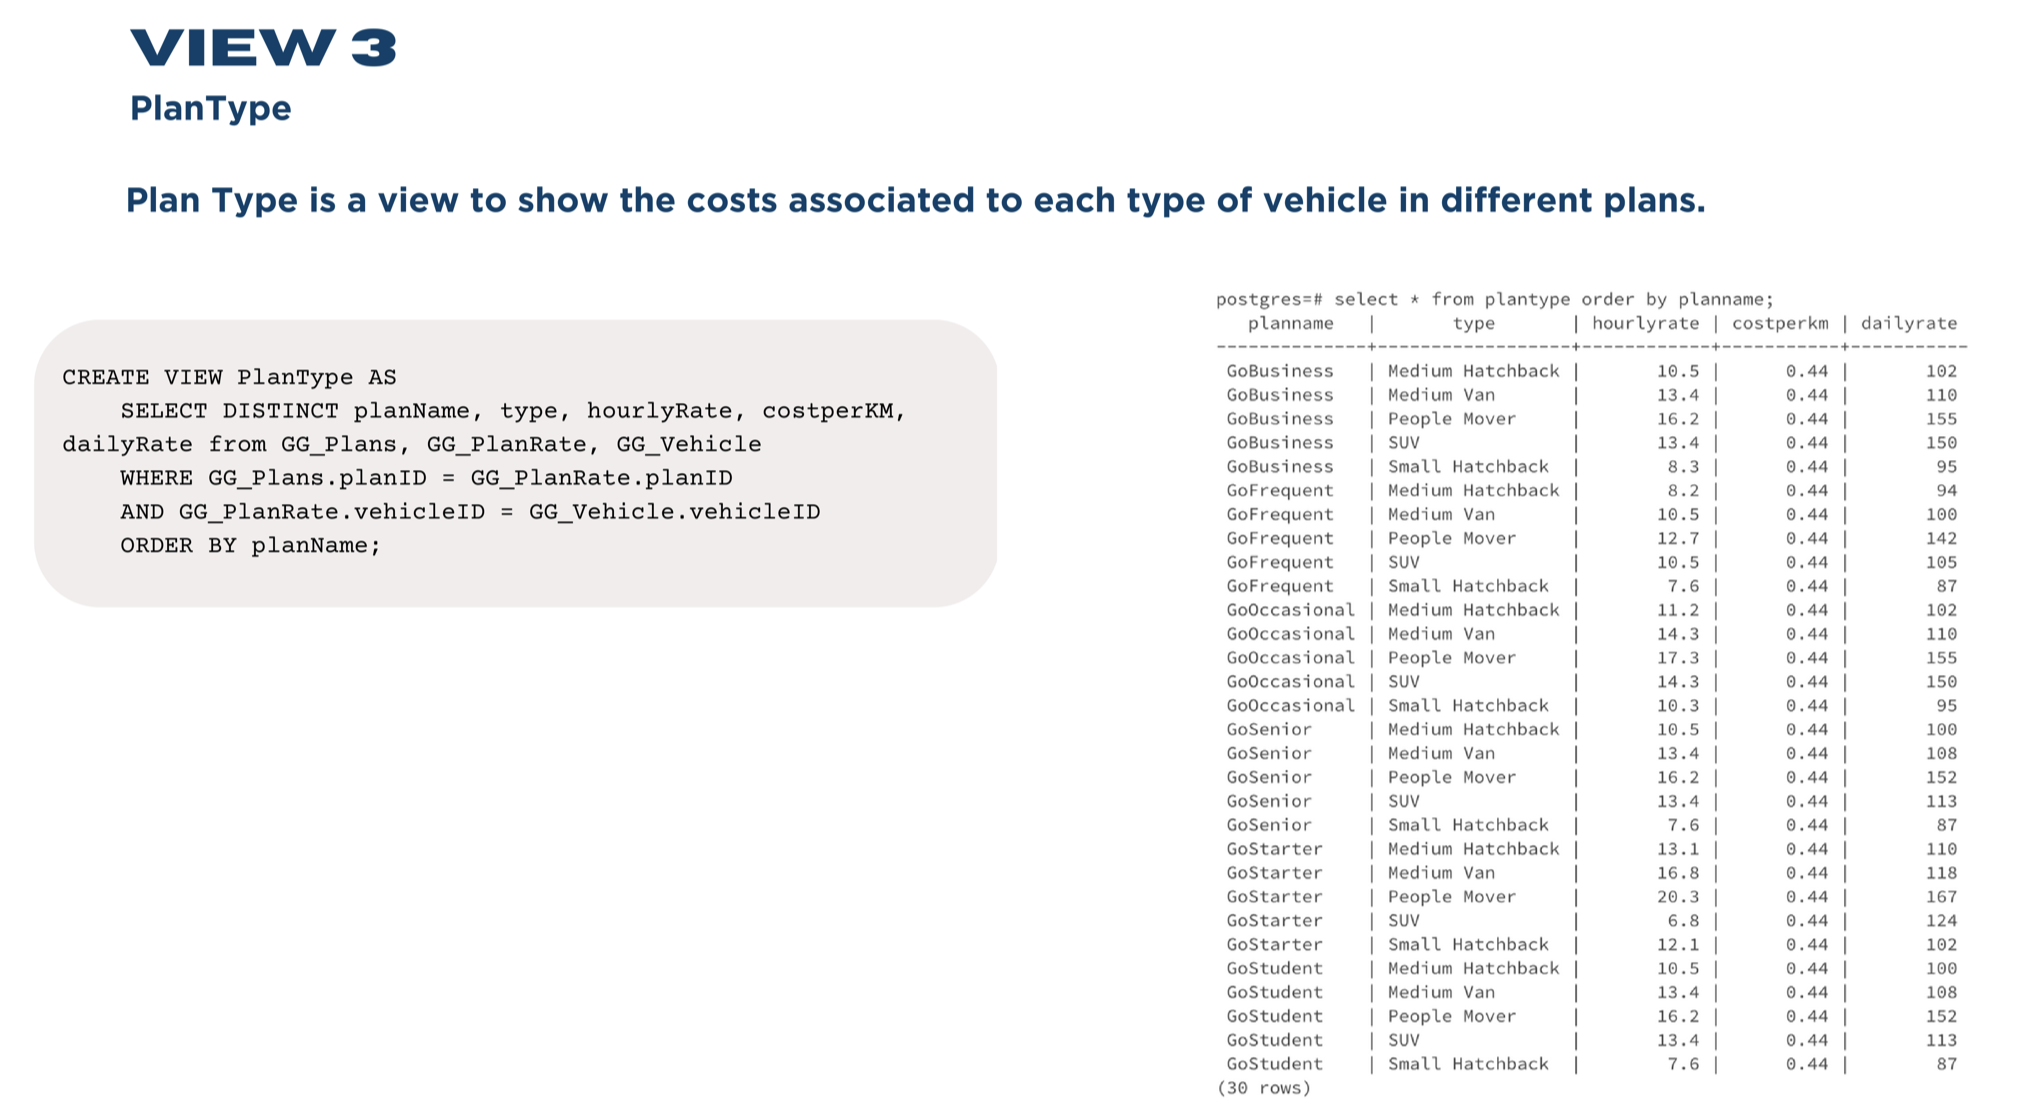 VIEW 3
PlanType
Plan Type is a view to show the costs associated to each type of vehicle in different plans.
CREATE VIEW PlanType AS
    SELECT DISTINCT planName, type, hourlyRate, costperKM,
dailyRate from GG_Plans, GG_PlanRate, GG_Vehicle
    WHERE GG_Plans.planID = GG_PlanRate.planID
    AND GG_PlanRate.vehicleID = GG_Vehicle.vehicleID
    ORDER BY planName;
postgres=# select * from plantype order by planname;
   planname   |       type       | hourlyrate | costperkm | dailyrate
--------------+------------------+------------+-----------+-----------
 GoBusiness   | Medium Hatchback |       10.5 |      0.44 |       102
 GoBusiness   | Medium Van       |       13.4 |      0.44 |       110
 GoBusiness   | People Mover     |       16.2 |      0.44 |       155
 GoBusiness   | SUV              |       13.4 |      0.44 |       150
 GoBusiness   | Small Hatchback  |        8.3 |      0.44 |        95
 GoFrequent   | Medium Hatchback |        8.2 |      0.44 |        94
 GoFrequent   | Medium Van       |       10.5 |      0.44 |       100
 GoFrequent   | People Mover     |       12.7 |      0.44 |       142
 GoFrequent   | SUV              |       10.5 |      0.44 |       105
 GoFrequent   | Small Hatchback  |        7.6 |      0.44 |        87
 GoOccasional | Medium Hatchback |       11.2 |      0.44 |       102
 GoOccasional | Medium Van       |       14.3 |      0.44 |       110
 GoOccasional | People Mover     |       17.3 |      0.44 |       155
 GoOccasional | SUV              |       14.3 |      0.44 |       150
 GoOccasional | Small Hatchback  |       10.3 |      0.44 |        95
 GoSenior     | Medium Hatchback |       10.5 |      0.44 |       100
 GoSenior     | Medium Van       |       13.4 |      0.44 |       108
 GoSenior     | People Mover     |       16.2 |      0.44 |       152
 GoSenior     | SUV              |       13.4 |      0.44 |       113
 GoSenior     | Small Hatchback  |        7.6 |      0.44 |        87
 GoStarter    | Medium Hatchback |       13.1 |      0.44 |       110
 GoStarter    | Medium Van       |       16.8 |      0.44 |       118
 GoStarter    | People Mover     |       20.3 |      0.44 |       167
 GoStarter    | SUV              |        6.8 |      0.44 |       124
 GoStarter    | Small Hatchback  |       12.1 |      0.44 |       102
 GoStudent    | Medium Hatchback |       10.5 |      0.44 |       100
 GoStudent    | Medium Van       |       13.4 |      0.44 |       108
 GoStudent    | People Mover     |       16.2 |      0.44 |       152
 GoStudent    | SUV              |       13.4 |      0.44 |       113
 GoStudent    | Small Hatchback  |        7.6 |      0.44 |        87
(30 rows)